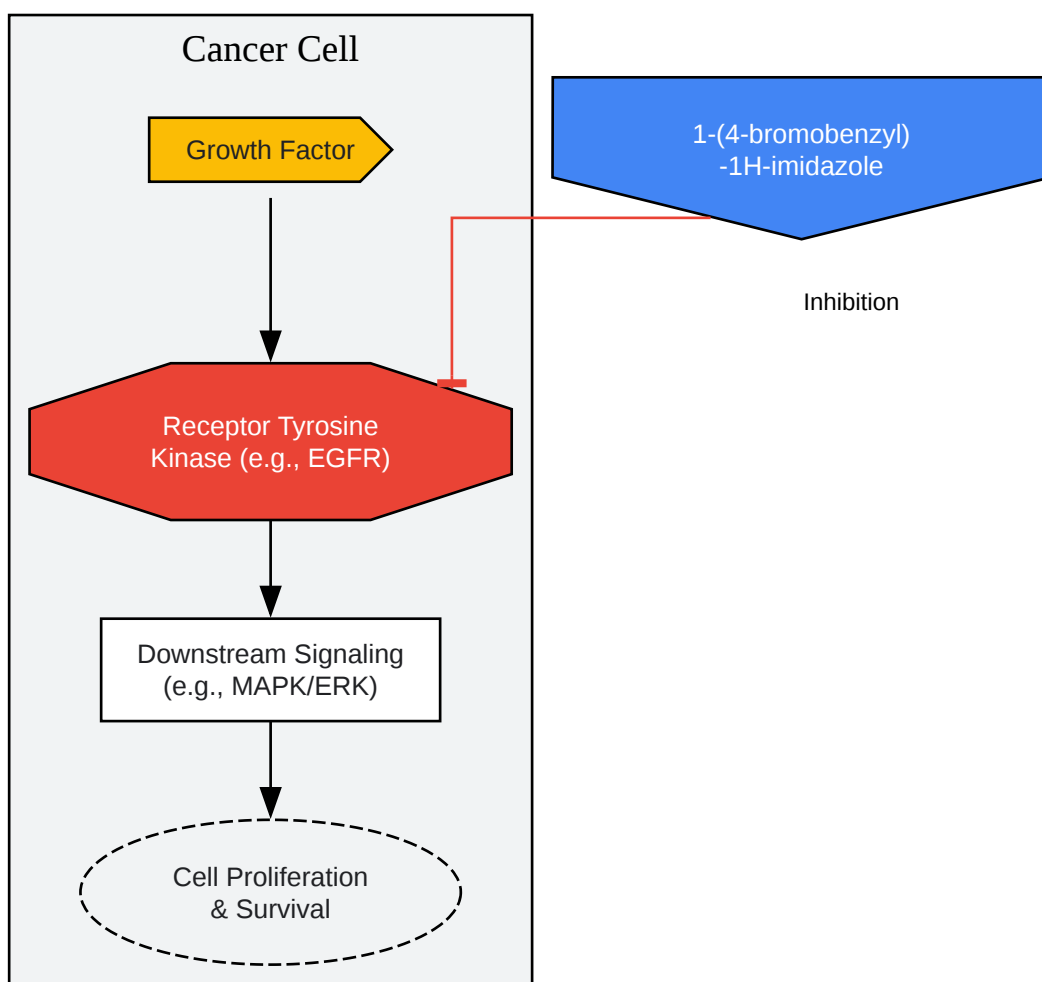 Cancer Cell
Growth Factor
1-(4-bromobenzyl)
-1H-imidazole
Inhibition
Receptor Tyrosine
Kinase (e.g., EGFR)
Downstream Signaling
(e.g., MAPK/ERK)
Cell Proliferation
& Survival